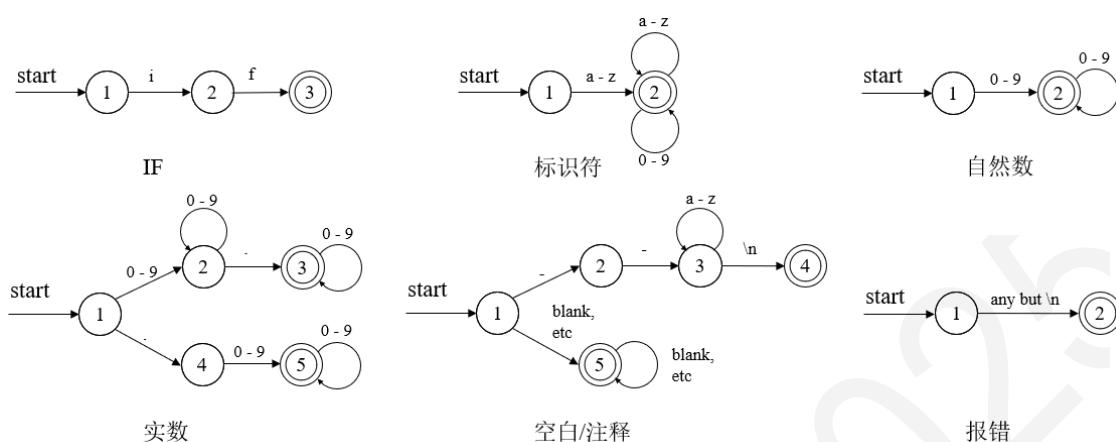 start 1 i 2 f 3
IF
start 1 a - z 2 a - z 0 - 9
标识符
start 1 0 - 9 2 0 - 9
自然数
start 1 0 - 9 2 0 - 9 . 3 0 - 9
. 4 0 - 9 5 0 - 9
实数
start 1 - 2 - 3 a - z \n 4
blank,
etc
5
blank,
etc
空白/注释
start 1 any but \n 2
报错
2025